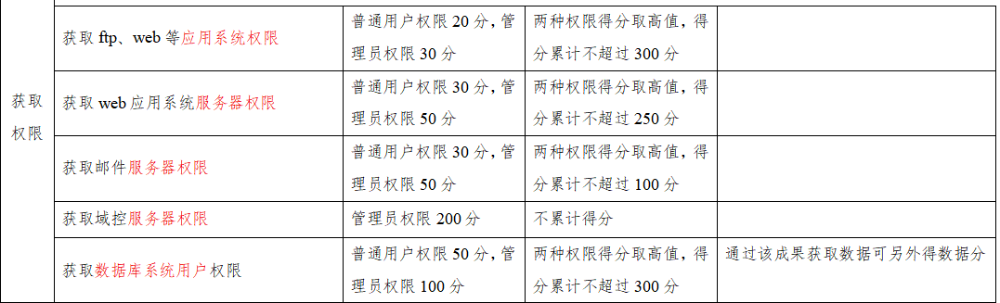 获取
权限
获取 ftp、web 等应用系统权限
普通用户权限 20 分，管
理员权限 30 分
两种权限得分取高值，得
分累计不超过 300 分
获取 web 应用系统服务器权限
普通用户权限 30 分，管
理员权限 50 分
两种权限得分取高值，得
分累计不超过 250 分
获取邮件服务器权限
普通用户权限 30 分，管
理员权限 50 分
两种权限得分取高值，得
分累计不超过 100 分
获取域控服务器权限
管理员权限 200 分
不累计得分
获取数据库系统用户权限
普通用户权限 50 分，管
理员权限 100 分
两种权限得分取高值，得
分累计不超过 300 分
通过该成果获取数据可另外得数据分